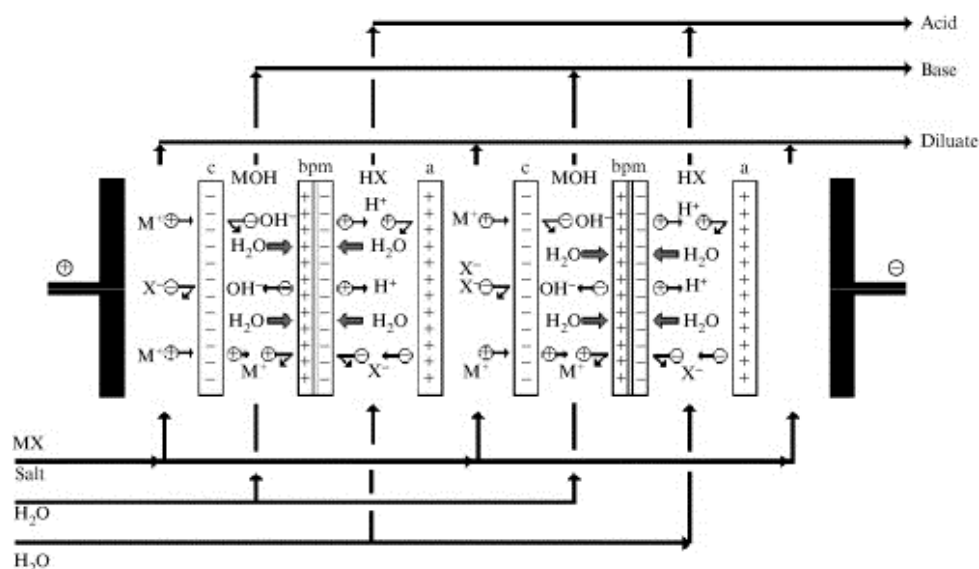 Acid
Base
Diluate
c MOH bpm HX a c MOH bpm HX a
H⁺ H⁺
M⁺ OH⁻ M⁺ OH⁻
H₂O H₂O H₂O H₂O
X⁻
X⁻ OH⁻ H⁺ X⁻ OH⁻ H⁺
H₂O H₂O H₂O H₂O
M⁺
M⁺ X⁻ M⁺ M⁺ X⁻
MX
Salt
H₂O
H₂O